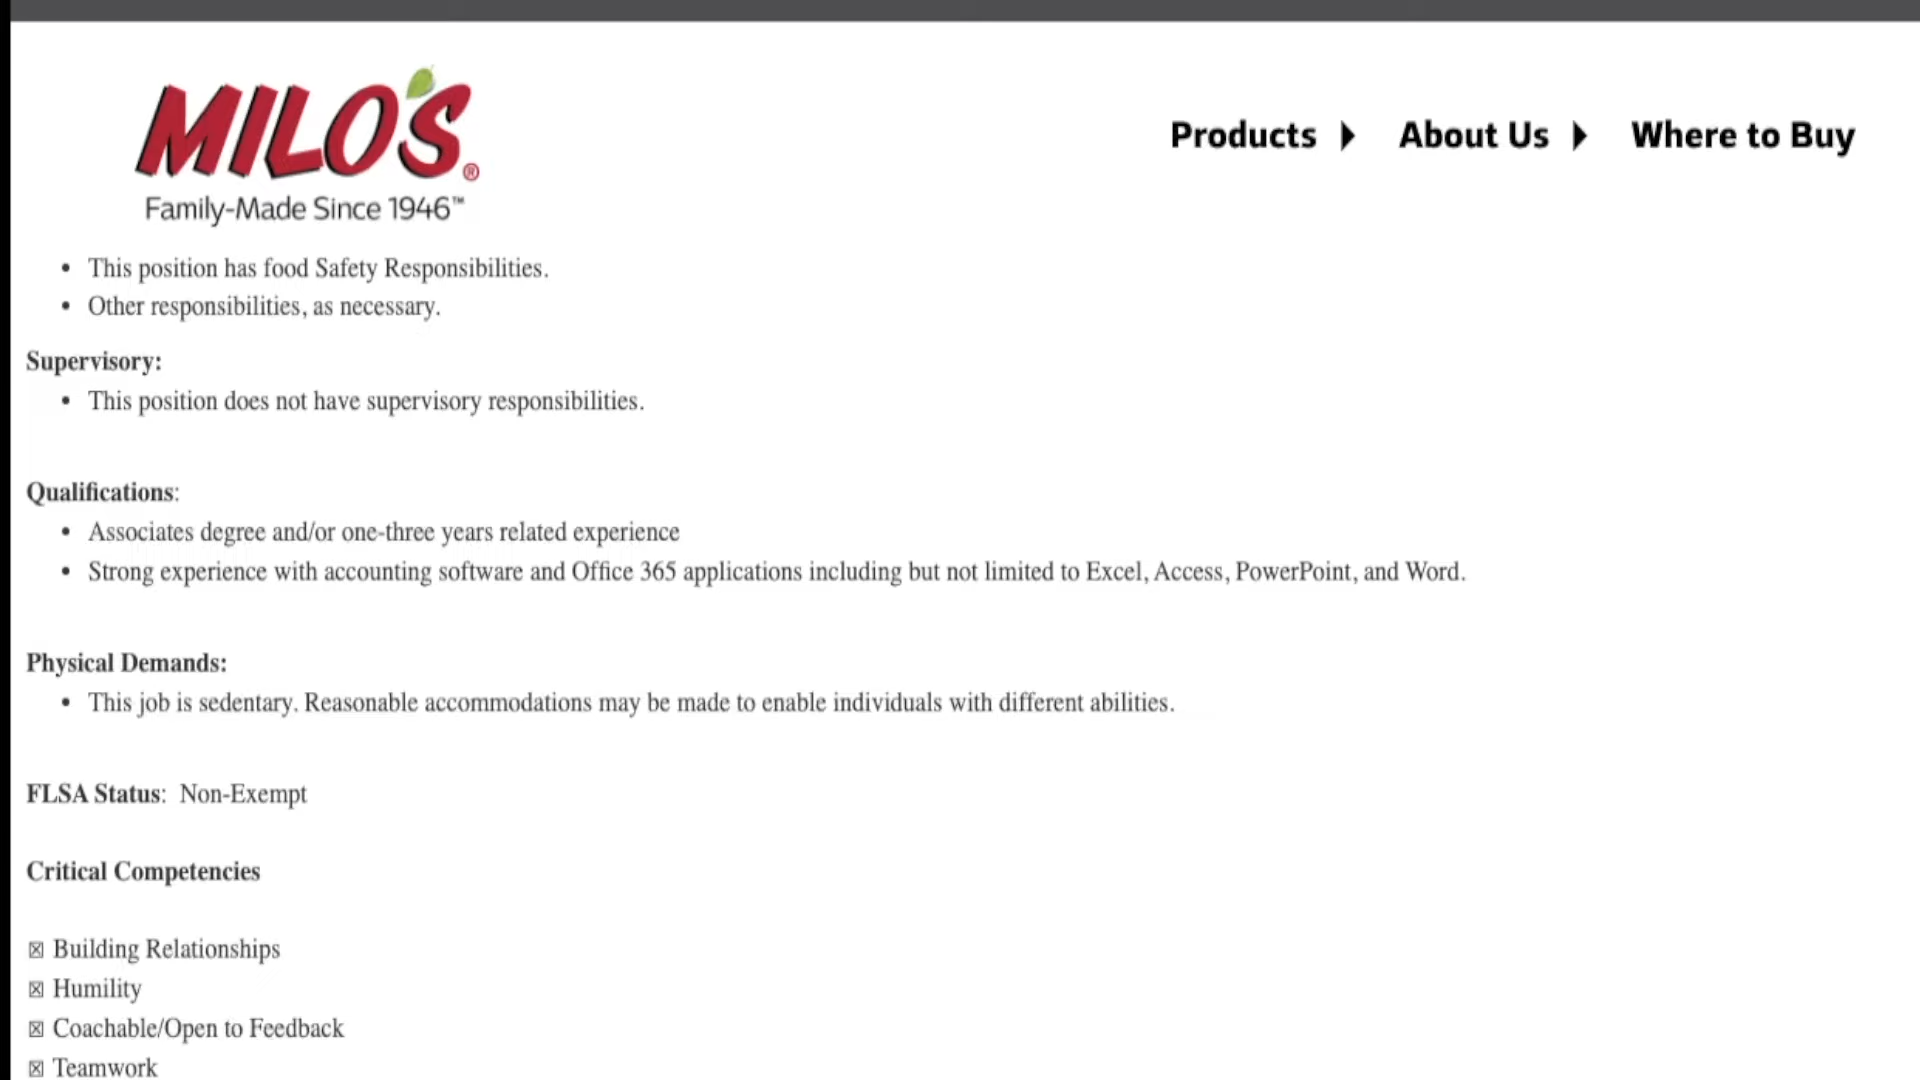 MILO'S®
Family-Made Since 1946™
Products
About Us
Where to Buy
• This position has food Safety Responsibilities.
• Other responsibilities, as necessary.
Supervisory:
• This position does not have supervisory responsibilities.
Qualifications:
• Associates degree and/or one-three years related experience
• Strong experience with accounting software and Office 365 applications including but not limited to Excel, Access, PowerPoint, and Word.
Physical Demands:
• This job is sedentary. Reasonable accommodations may be made to enable individuals with different abilities.
FLSA Status: Non-Exempt
Critical Competencies
☒ Building Relationships
☒ Humility
☒ Coachable/Open to Feedback
☒ Teamwork